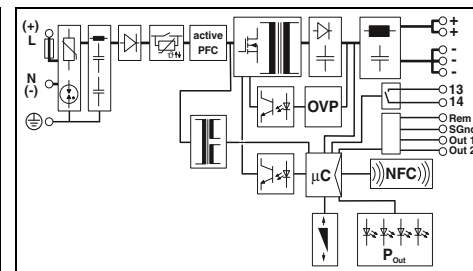 (+)
L
N
(-)
active
PFC
OVP
µC
)))NFC)))
P Out
+
+
-
-
-
13
14
Rem
SGnd
Out 1
Out 2